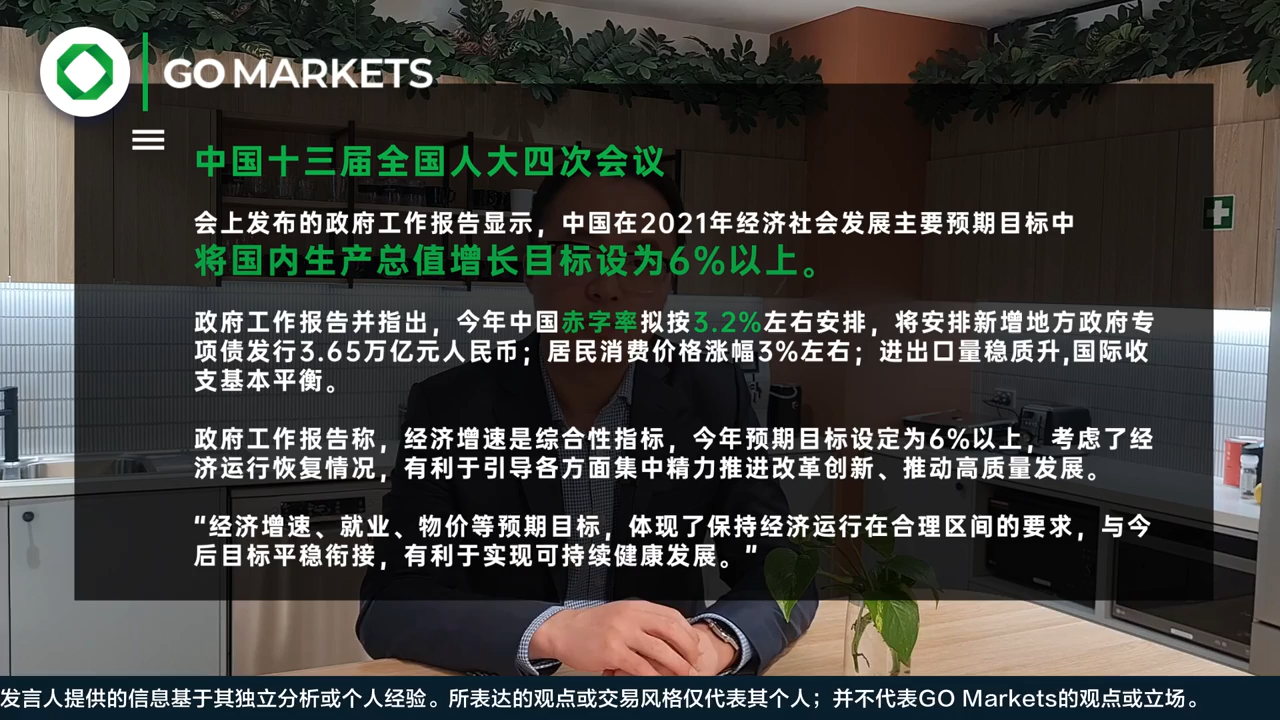 GO MARKETS
中国十三届全国人大四次会议
会上发布的政府工作报告显示，中国在2021年经济社会发展主要预期目标中
将国内生产总值增长目标设为6%以上。
政府工作报告并指出，今年中国赤字率拟按3.2%左右安排，将安排新增地方政府专
项债发行3.65万亿元人民币；居民消费价格涨幅3%左右；进出口量稳质升,国际收
支基本平衡。
政府工作报告称，经济增速是综合性指标，今年预期目标设定为6%以上，考虑了经
济运行恢复情况，有利于引导各方面集中精力推进改革创新、推动高质量发展。
“经济增速、就业、物价等预期目标，体现了保持经济运行在合理区间的要求，与今
后目标平稳衔接，有利于实现可持续健康发展。”
发言人提供的信息基于其独立分析或个人经验。所表达的观点或交易风格仅代表其个人；并不代表GO Markets的观点或立场。